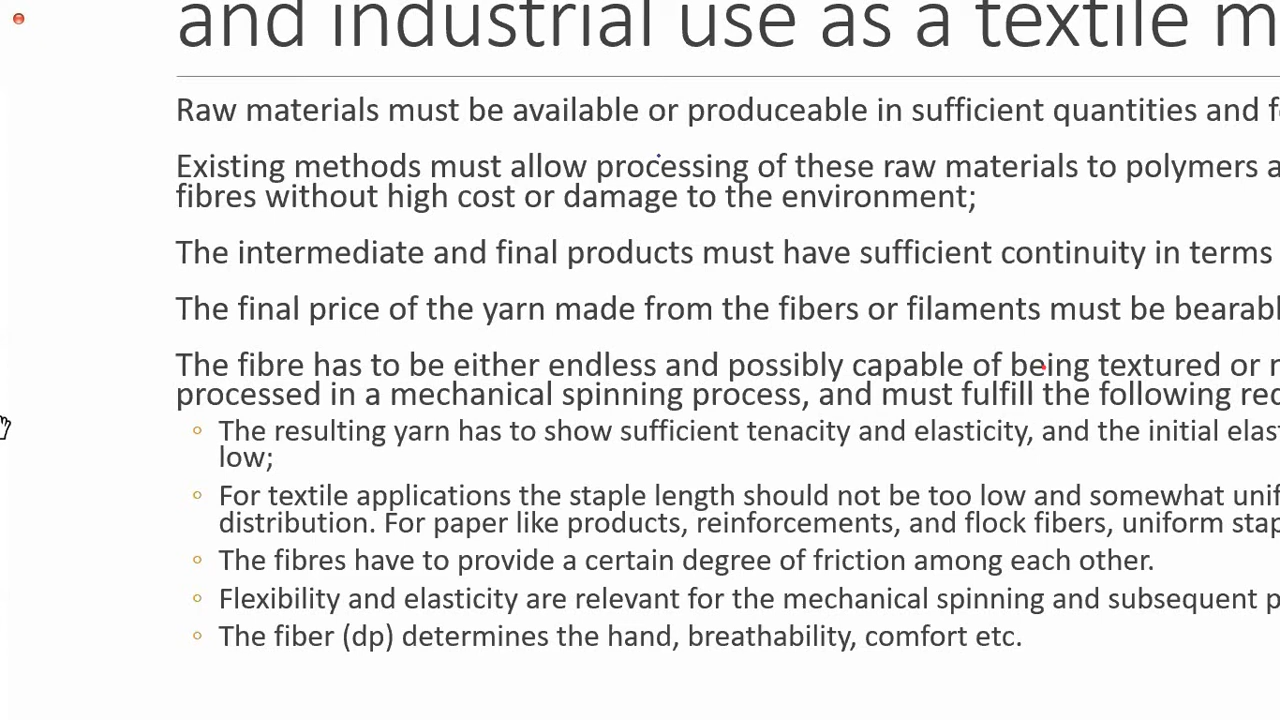 and industrial use as a textile m
Raw materials must be available or produceable in sufficient quantities and f
Existing methods must allow processing of these raw materials to polymers a
fibres without high cost or damage to the environment;
The intermediate and final products must have sufficient continuity in terms
The final price of the yarn made from the fibers or filaments must be bearabl
The fibre has to be either endless and possibly capable of being textured or
processed in a mechanical spinning process, and must fulfill the following req
◦ The resulting yarn has to show sufficient tenacity and elasticity, and the initial elast
low;
◦ For textile applications the staple length should not be too low and somewhat unif
distribution. For paper like products, reinforcements, and flock fibers, uniform stap
◦ The fibres have to provide a certain degree of friction among each other.
◦ Flexibility and elasticity are relevant for the mechanical spinning and subsequent p
◦ The fiber (dp) determines the hand, breathability, comfort etc.